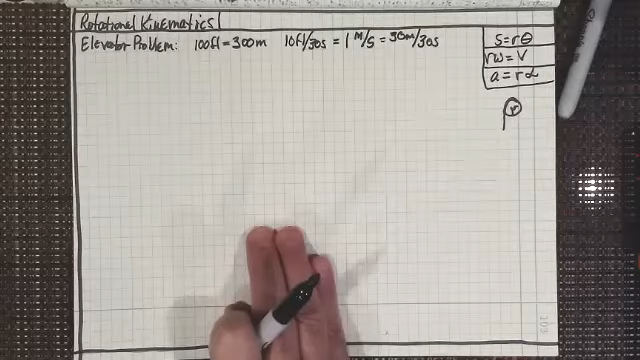 Rotational Kinematics
Elevator Problem: 100ft = 300m 10ft/30s = 1 m/s = 30m/30s
s = rθ
rω = V
a = rα
r